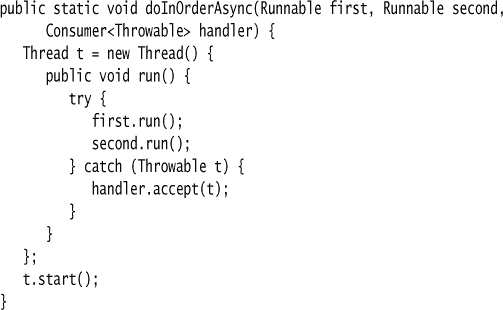 public static void doInOrderAsync(Runnable first, Runnable second,
      Consumer<Throwable> handler) {
   Thread t = new Thread() {
      public void run() {
         try {
            first.run();
            second.run();
         } catch (Throwable t) {
            handler.accept(t);
         }
      }
   };
   t.start();
}